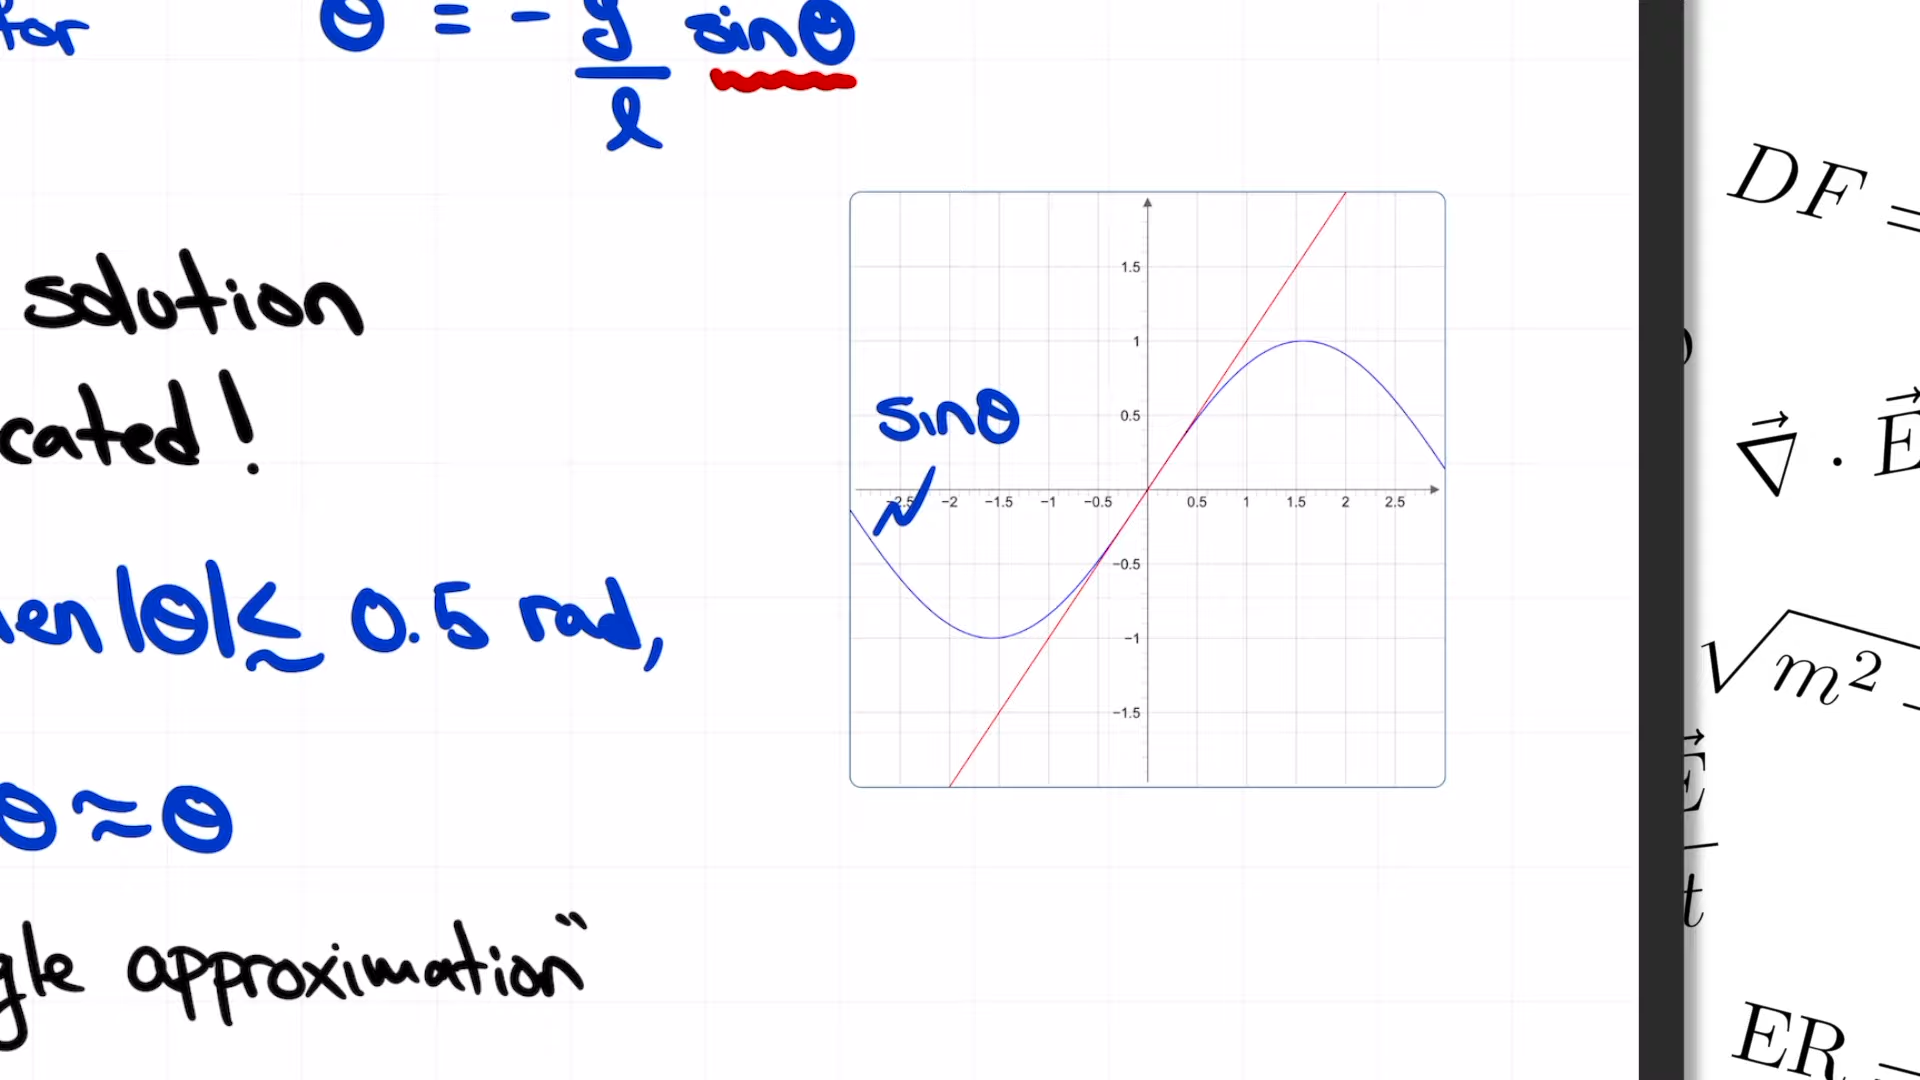 for θ = - g/l sinθ
solution
cated!
en |θ| ≲ 0.5 rad,
θ ≈ θ
gle approximation"
sinθ
1.5
1
0.5
−2.5 −2 −1.5 −1 −0.5 0.5 1 1.5 2 2.5
−0.5
−1
−1.5
DF =
∇⃗ . E⃗
√m² -
E⃗
t
ER